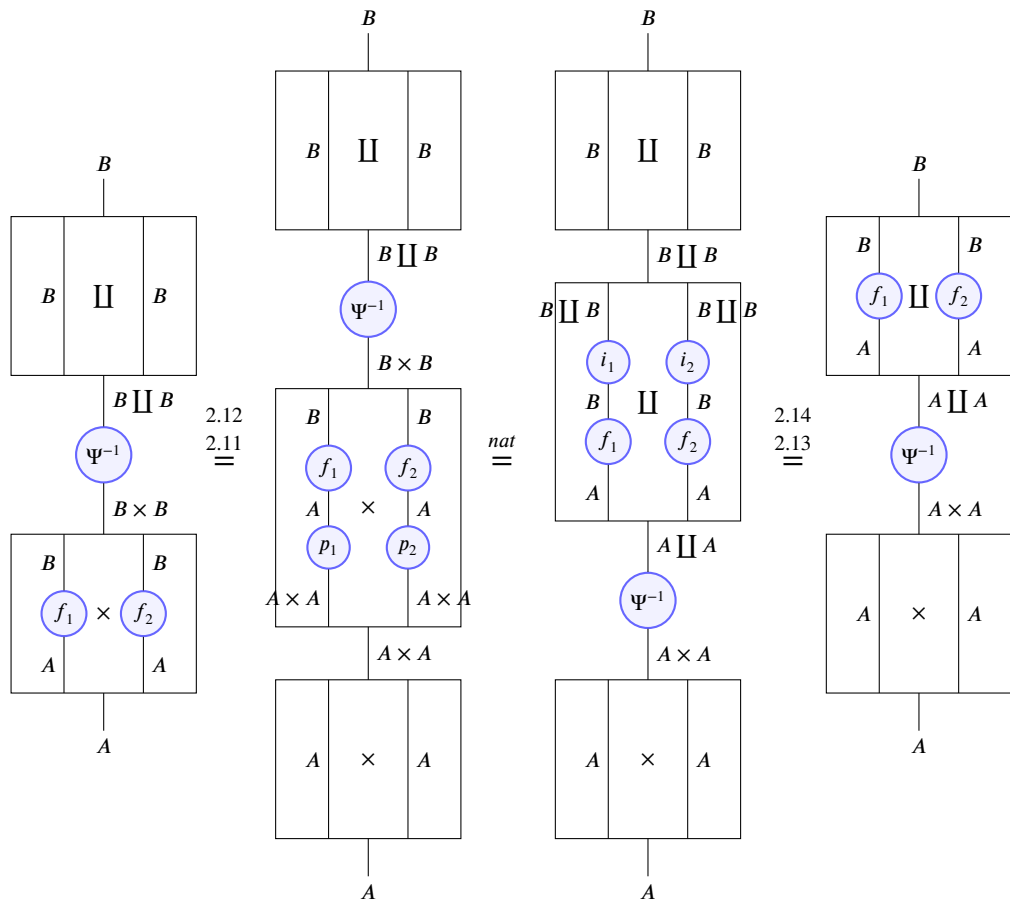 B
B ∐ B
B ∐ B
Ψ⁻¹
B × B
B B
f₁ × f₂
A A
A
2.12
2.11
=
B
B ∐ B
B ∐ B
Ψ⁻¹
B × B
B B
f₁ f₂
A × A
p₁ p₂
A × A A × A
A × A
A × A
A
nat
=
B
B ∐ B
B ∐ B
B ∐ B B ∐ B
i₁ i₂
B ∐ B
f₁ f₂
A A
A ∐ A
Ψ⁻¹
A × A
A × A
A
2.14
2.13
=
B
B B
f₁ ∐ f₂
A A
A ∐ A
Ψ⁻¹
A × A
A × A
A